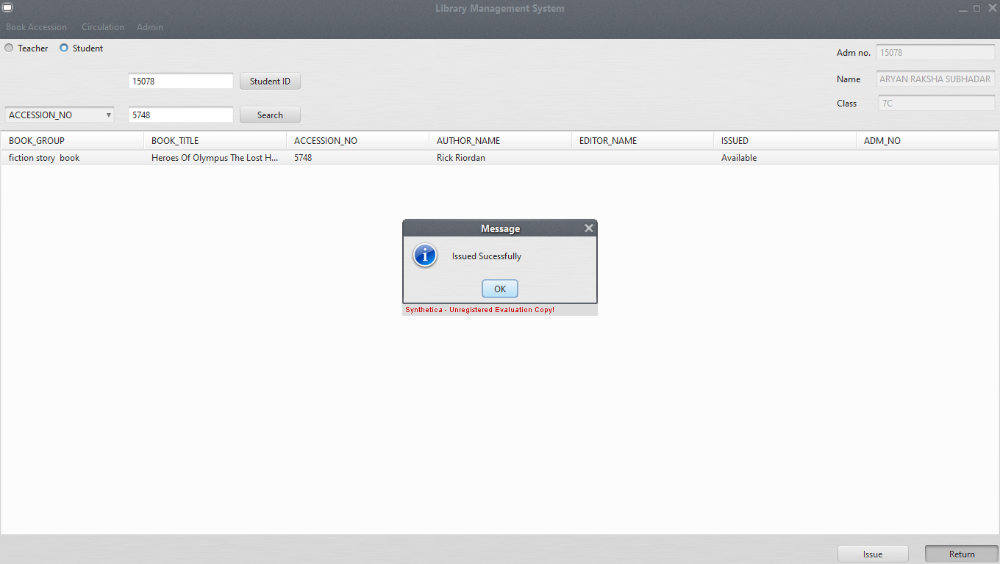 Library Management System
Book Accession Circulation Admin
Teacher Student
Adm no. 15078
15078 Student ID
Name ARYAN RAKSHA SUBHADAR
Class 7C
ACCESSION_NO 5748 Search
BOOK_GROUP BOOK_TITLE ACCESSION_NO AUTHOR_NAME EDITOR_NAME ISSUED ADM_NO
fiction story book Heroes Of Olympus The Lost H... 5748 Rick Riordan Available
Message
Issued Sucessfully
OK
Synthetica - Unregistered Evaluation Copy!
Issue Return